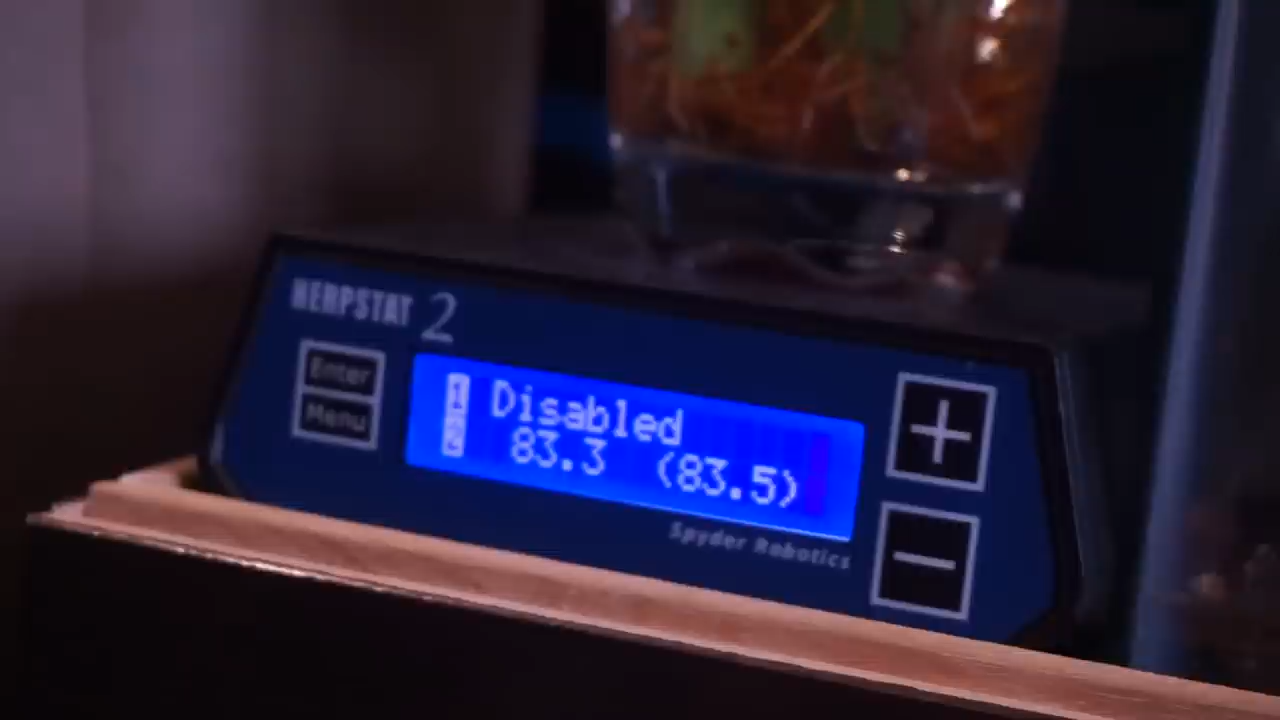 HERPSTAT 2
Enter
Menu
1 Disabled
2 83.3 (83.5)
Spyder Robotics
+
−